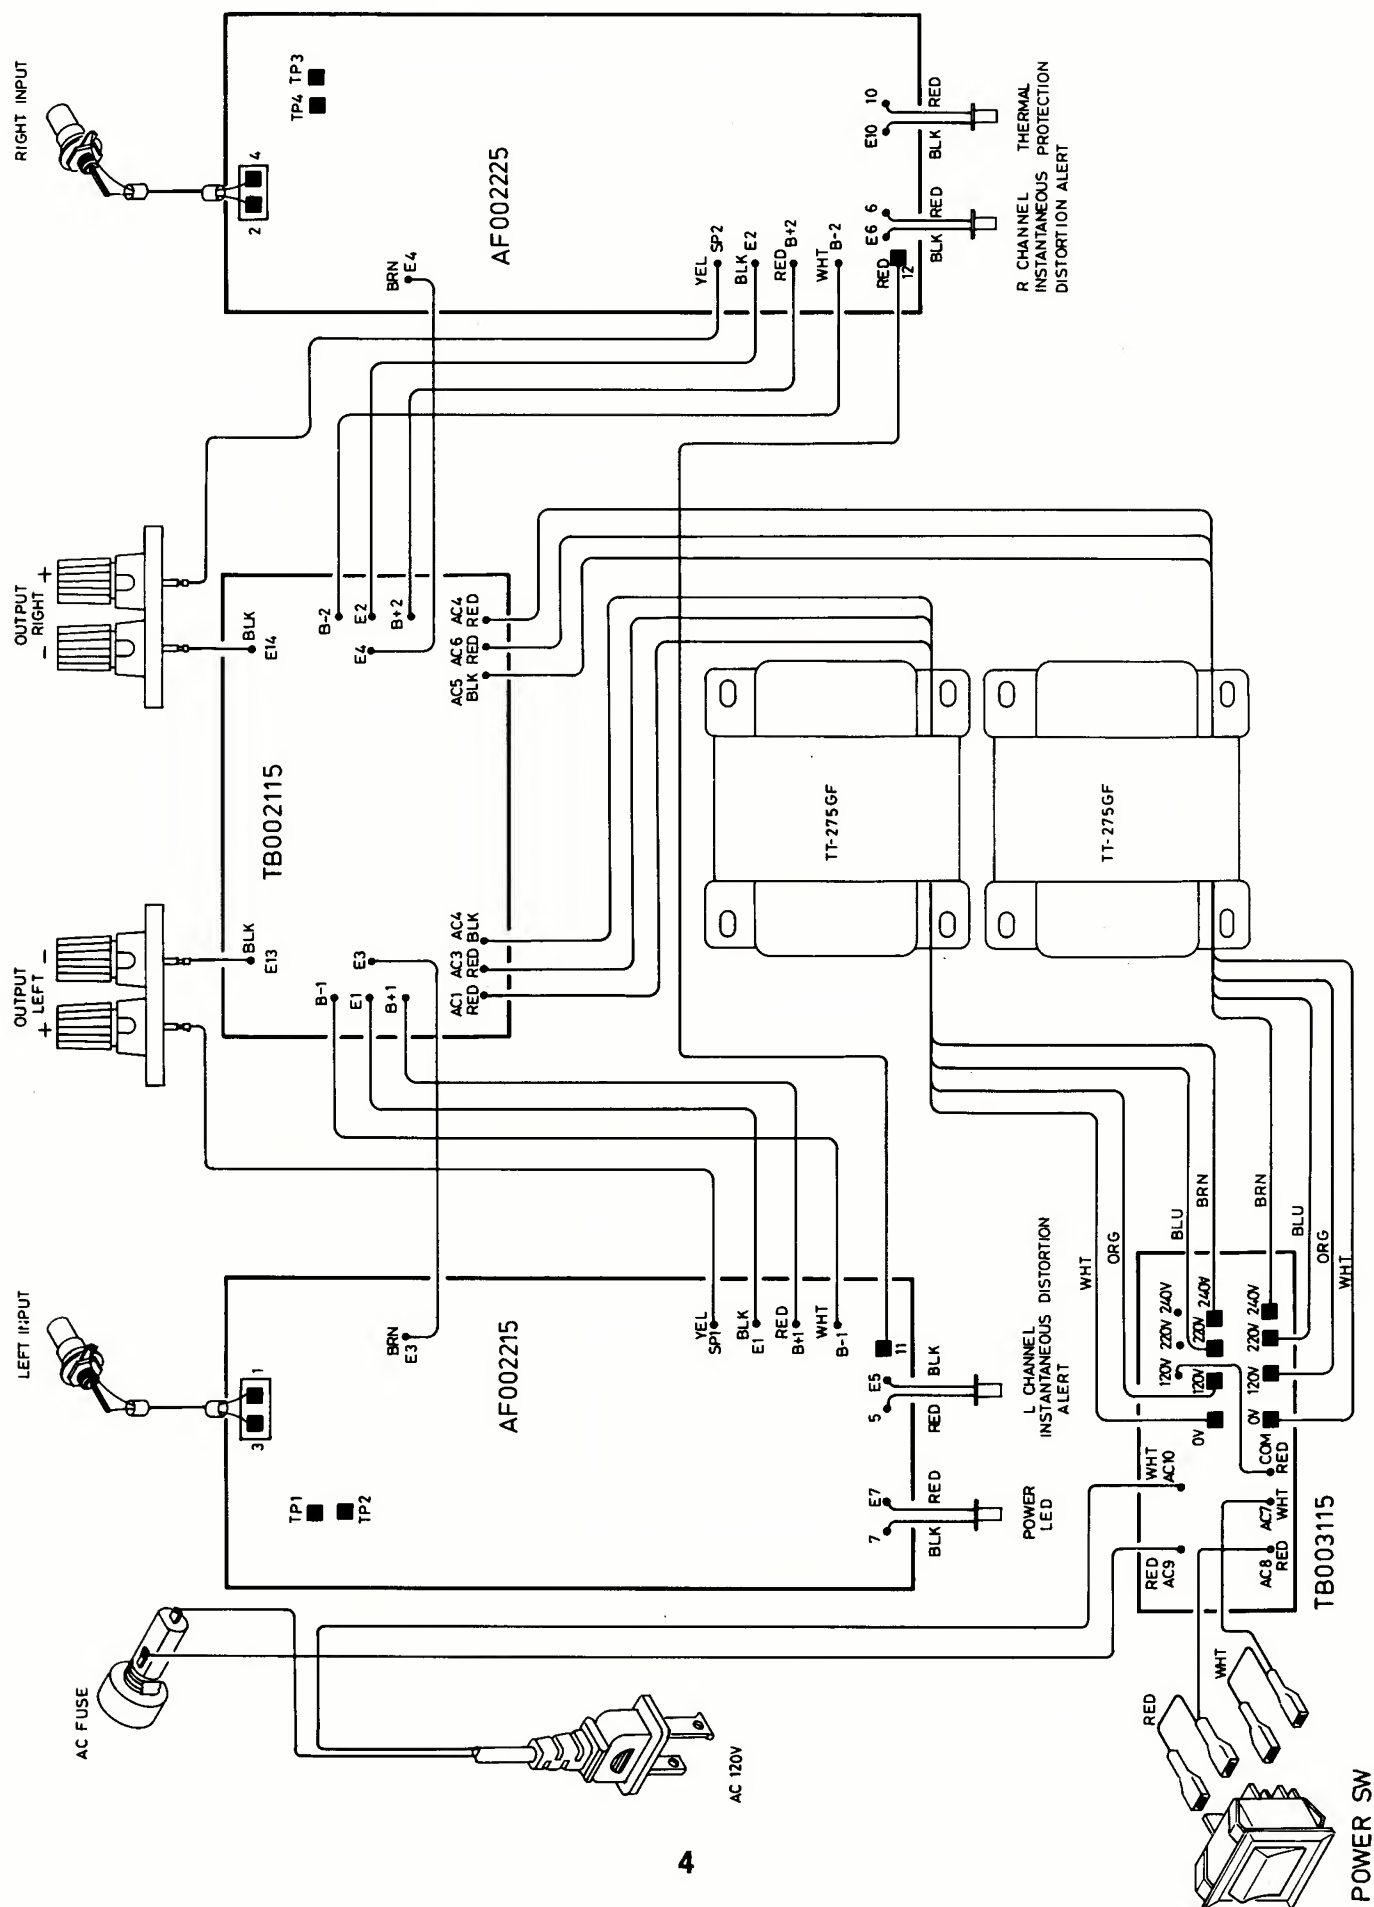 RIGHT INPUT
TP4
TP3
2
4
AF002225
BRN
E4
YEL
SP2
BLK
E2
RED
B+2
WHT
B-2
RED
12
E6
6
BLK
RED
E10
10
BLK
RED
R CHANNEL
INSTANTANEOUS
DISTORTION ALERT
THERMAL
PROTECTION
OUTPUT
RIGHT
-
+
BLK
E14
B-2
E2
E4
B+2
AC5
BLK
AC6
RED
AC4
RED
TB002115
OUTPUT
LEFT
+
-
BLK
E13
B-1
E1
E3
B+1
AC1
RED
AC3
RED
AC4
BLK
TT-275GF
TT-275GF
LEFT INPUT
3
1
TP1
TP2
AF002215
BRN
E3
YEL
SP1
BLK
E1
RED
B+1
WHT
B-1
11
5
E5
RED
BLK
7
E7
BLK
RED
L CHANNEL
INSTANTANEOUS DISTORTION
ALERT
POWER
LED
WHT
ORG
BLU
BRN
BRN
BLU
ORG
WHT
120V
220V
240V
0V
120V
220V
240V
0V
120V
220V
240V
WHT
AC10
RED
AC9
COM
RED
AC7
WHT
AC8
RED
TB003115
AC FUSE
AC 120V
RED
WHT
POWER SW
4